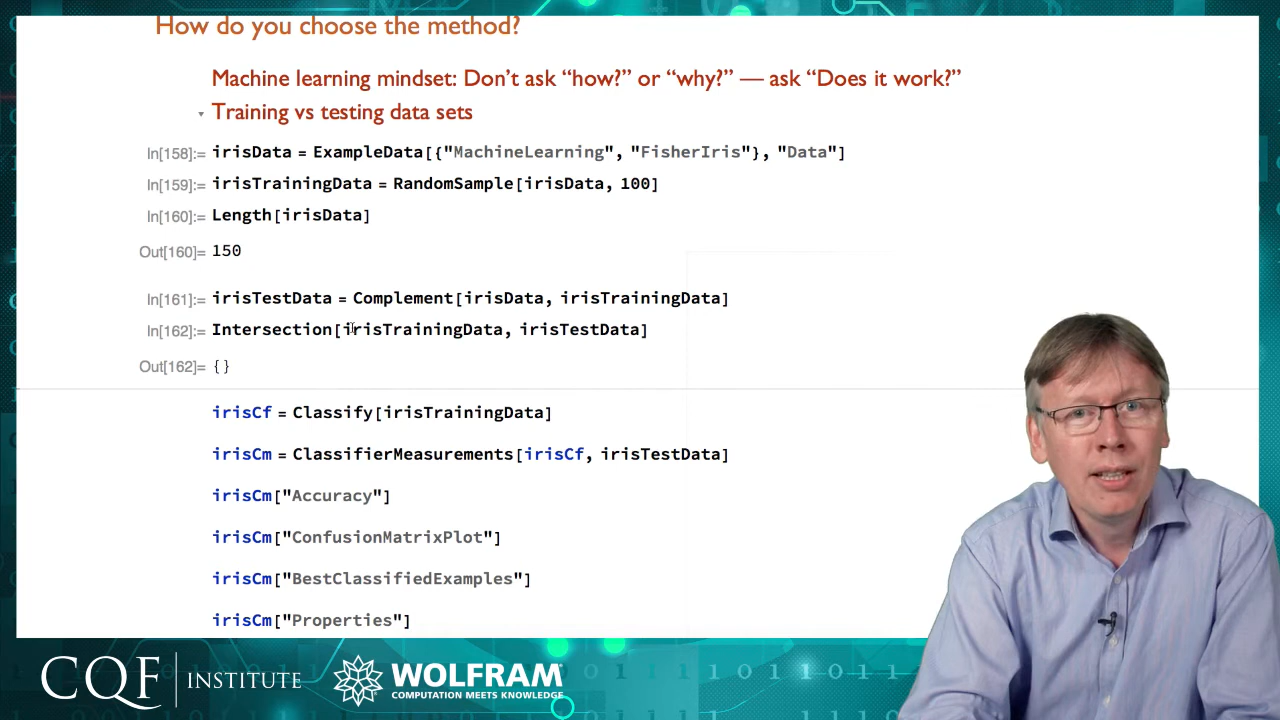 How do you choose the method?
Machine learning mindset: Don't ask “how?” or “why?” — ask “Does it work?”
Training vs testing data sets
In[158]:= irisData = ExampleData[{"MachineLearning", "FisherIris"}, "Data"]
In[159]:= irisTrainingData = RandomSample[irisData, 100]
In[160]:= Length[irisData]
Out[160]= 150
In[161]:= irisTestData = Complement[irisData, irisTrainingData]
In[162]:= Intersection[irisTrainingData, irisTestData]
Out[162]= {}
irisCf = Classify[irisTrainingData]
irisCm = ClassifierMeasurements[irisCf, irisTestData]
irisCm["Accuracy"]
irisCm["ConfusionMatrixPlot"]
irisCm["BestClassifiedExamples"]
irisCm["Properties"]
CQF INSTITUTE
WOLFRAM
COMPUTATION MEETS KNOWLEDGE